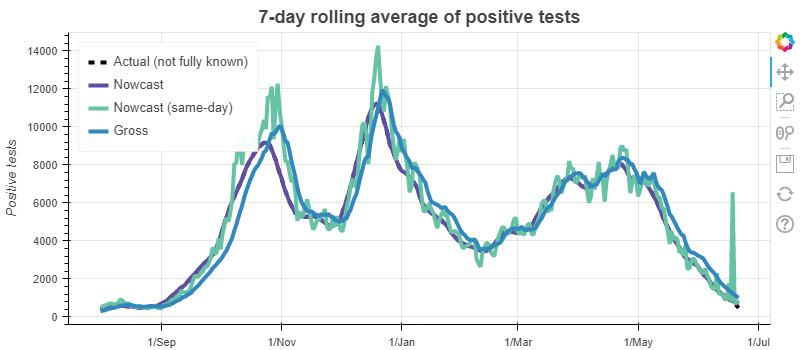 7-day rolling average of positive tests
14000
12000
10000
8000
6000
4000
2000
0
Positive tests
Actual (not fully known)
Nowcast
Nowcast (same-day)
Gross
1/Sep
1/Nov
1/Jan
1/Mar
1/May
1/Jul